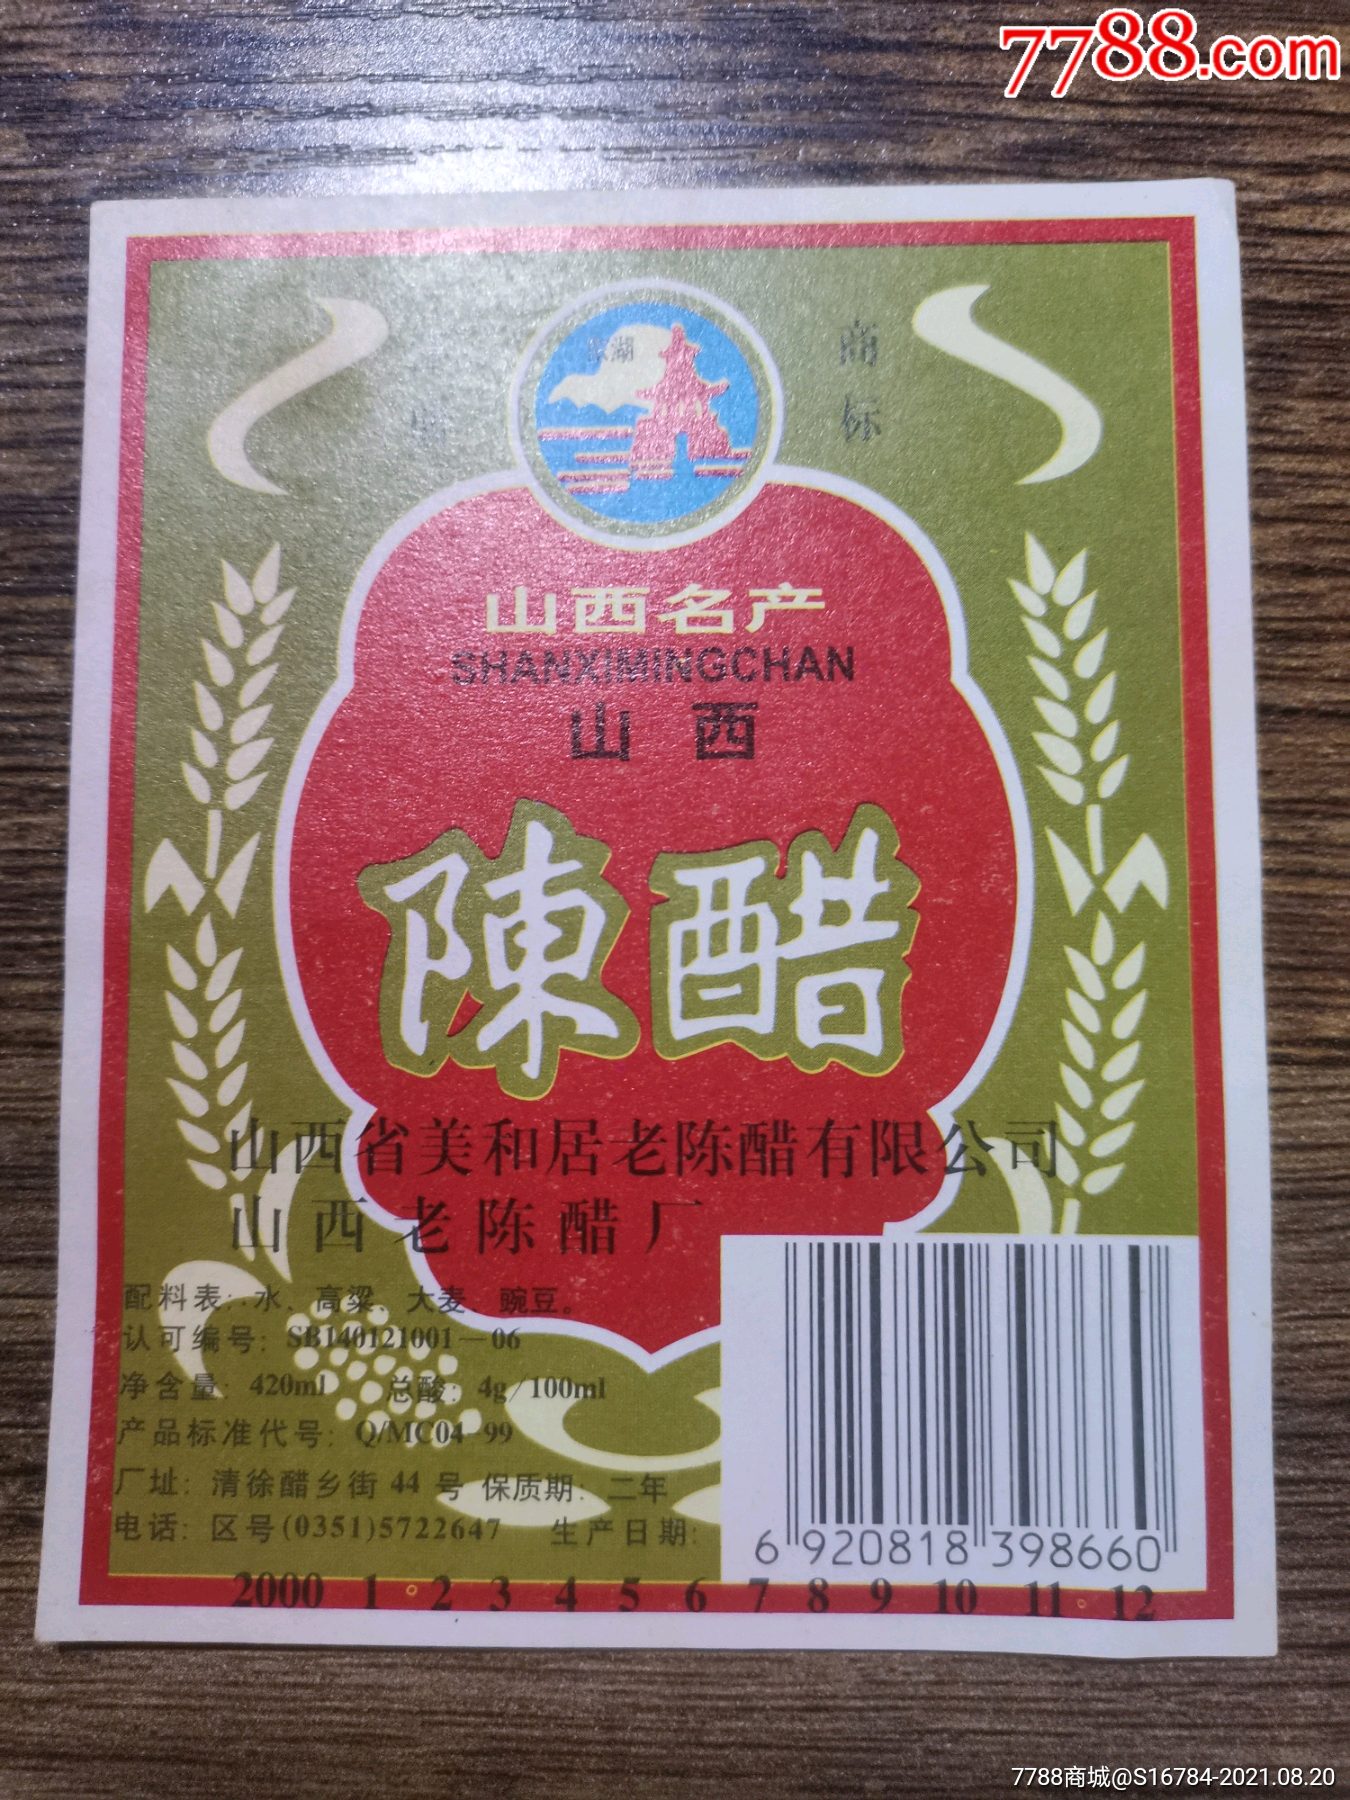 7788.com
湖
商
标
山西名产
SHANXIMINGCHAN
山 西
陳醋
山西省美和居老陈醋有限公司
山西老陈醋厂
配料表：水、高粱、大麦、豌豆。
认可编号：SB140121001—06
净含量：420ml 总酸：4g/100ml
产品标准代号：Q/MC04-99
厂址：清徐醋乡街 44 号 保质期：二年
电话：区号(0351)5722647 生产日期：
6 920818 398660
2000 1 2 3 4 5 6 7 8 9 10 11 12
7788商城@S16784-2021.08.20